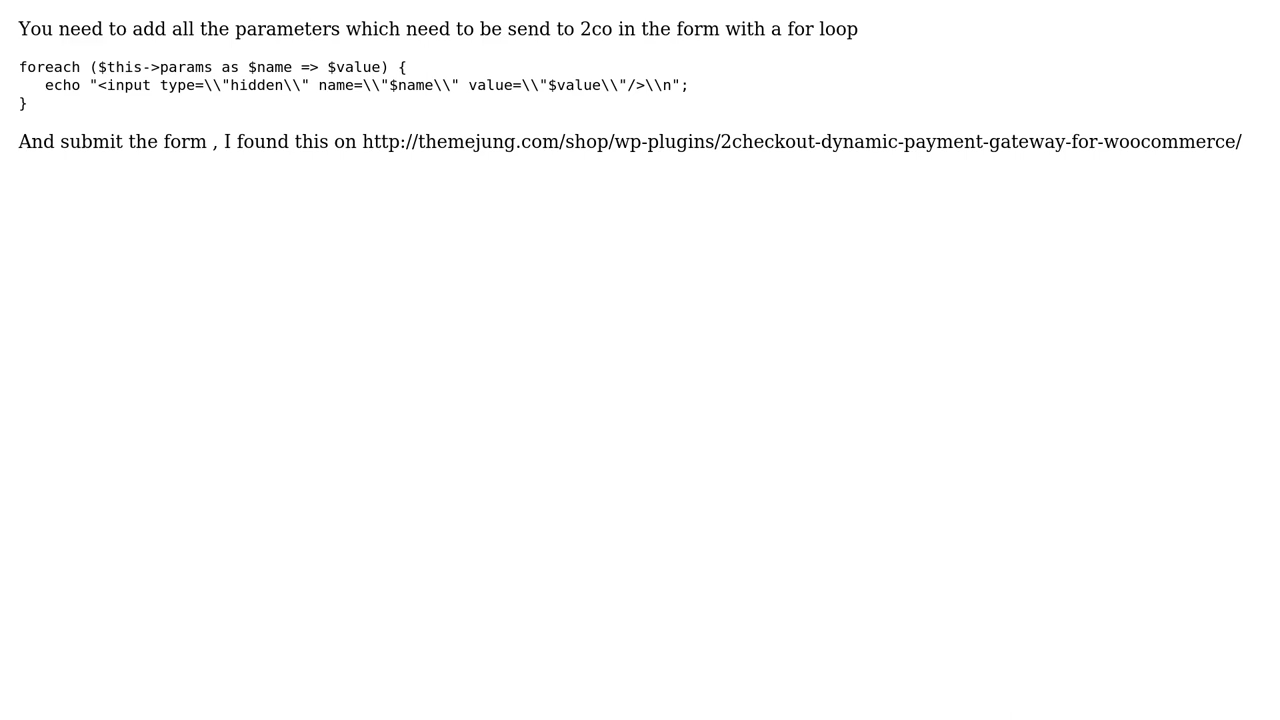 You need to add all the parameters which need to be send to 2co in the form with a for loop
foreach ($this->params as $name => $value) {
   echo "<input type=\\"hidden\\" name=\\"$name\\" value=\\"$value\\"/>\\n";
}
And submit the form , I found this on http://themejung.com/shop/wp-plugins/2checkout-dynamic-payment-gateway-for-woocommerce/